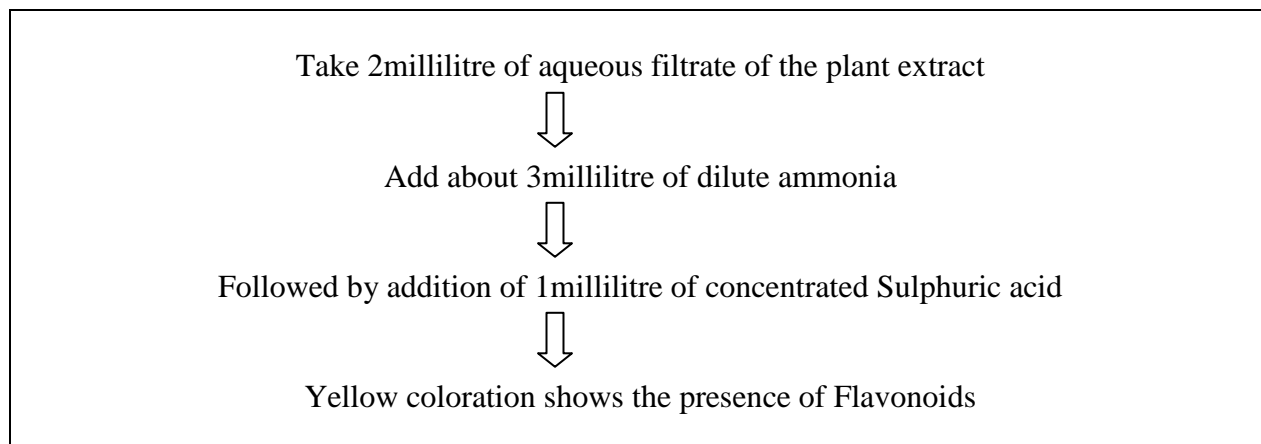 Take 2millilitre of aqueous filtrate of the plant extract
Add about 3millilitre of dilute ammonia
Followed by addition of 1millilitre of concentrated Sulphuric acid
Yellow coloration shows the presence of Flavonoids